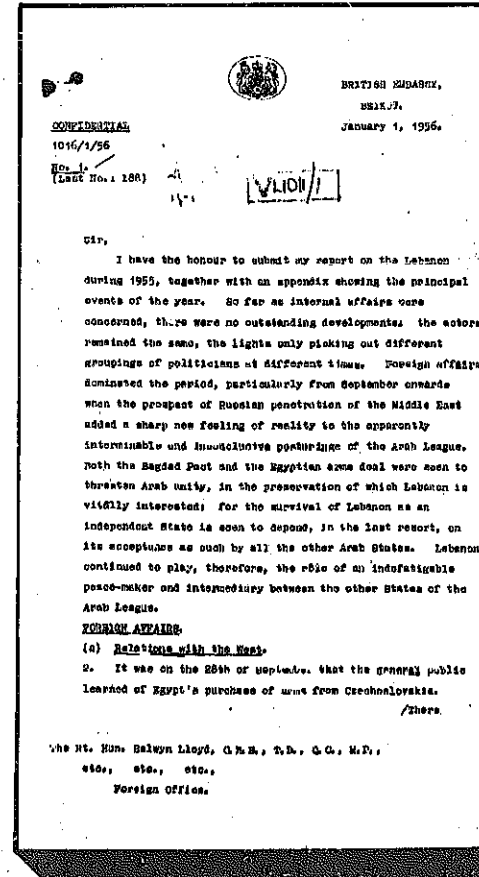 BRITISH EMBASSY,
BEIRUT.
CONFIDENTIAL
January 1, 1956.
1016/1/56
No. 1.
(Last No.: 188)
VL1011/1
Sir,
I have the honour to submit my report on the Lebanon
during 1955, together with an appendix showing the principal
events of the year. So far as internal affairs were
concerned, there were no outstanding developments: the actors
remained the same, the lights only picking out different
groupings of politicians at different times. Foreign affairs
dominated the period, particularly from September onwards
when the prospect of Russian penetration of the Middle East
added a sharp new feeling of reality to the apparently
interminable and inconclusive posturings of the Arab League.
Both the Bagdad Pact and the Egyptian arms deal were seen to
threaten Arab unity, in the preservation of which Lebanon is
vitally interested; for the survival of Lebanon as an
independent State is seen to depend, in the last resort, on
its acceptance as such by all the other Arab States. Lebanon
continued to play, therefore, the rôle of an indefatigable
peace-maker and intermediary between the other States of the
Arab League.
FOREIGN AFFAIRS.
(a) Relations with the West.
2. It was on the 28th of September that the general public
learned of Egypt's purchase of arms from Czechoslovakia.
/There
The Rt. Hon. Selwyn Lloyd, C.B.E., T.D., Q.C., M.P.,
etc., etc., etc.,
Foreign Office.